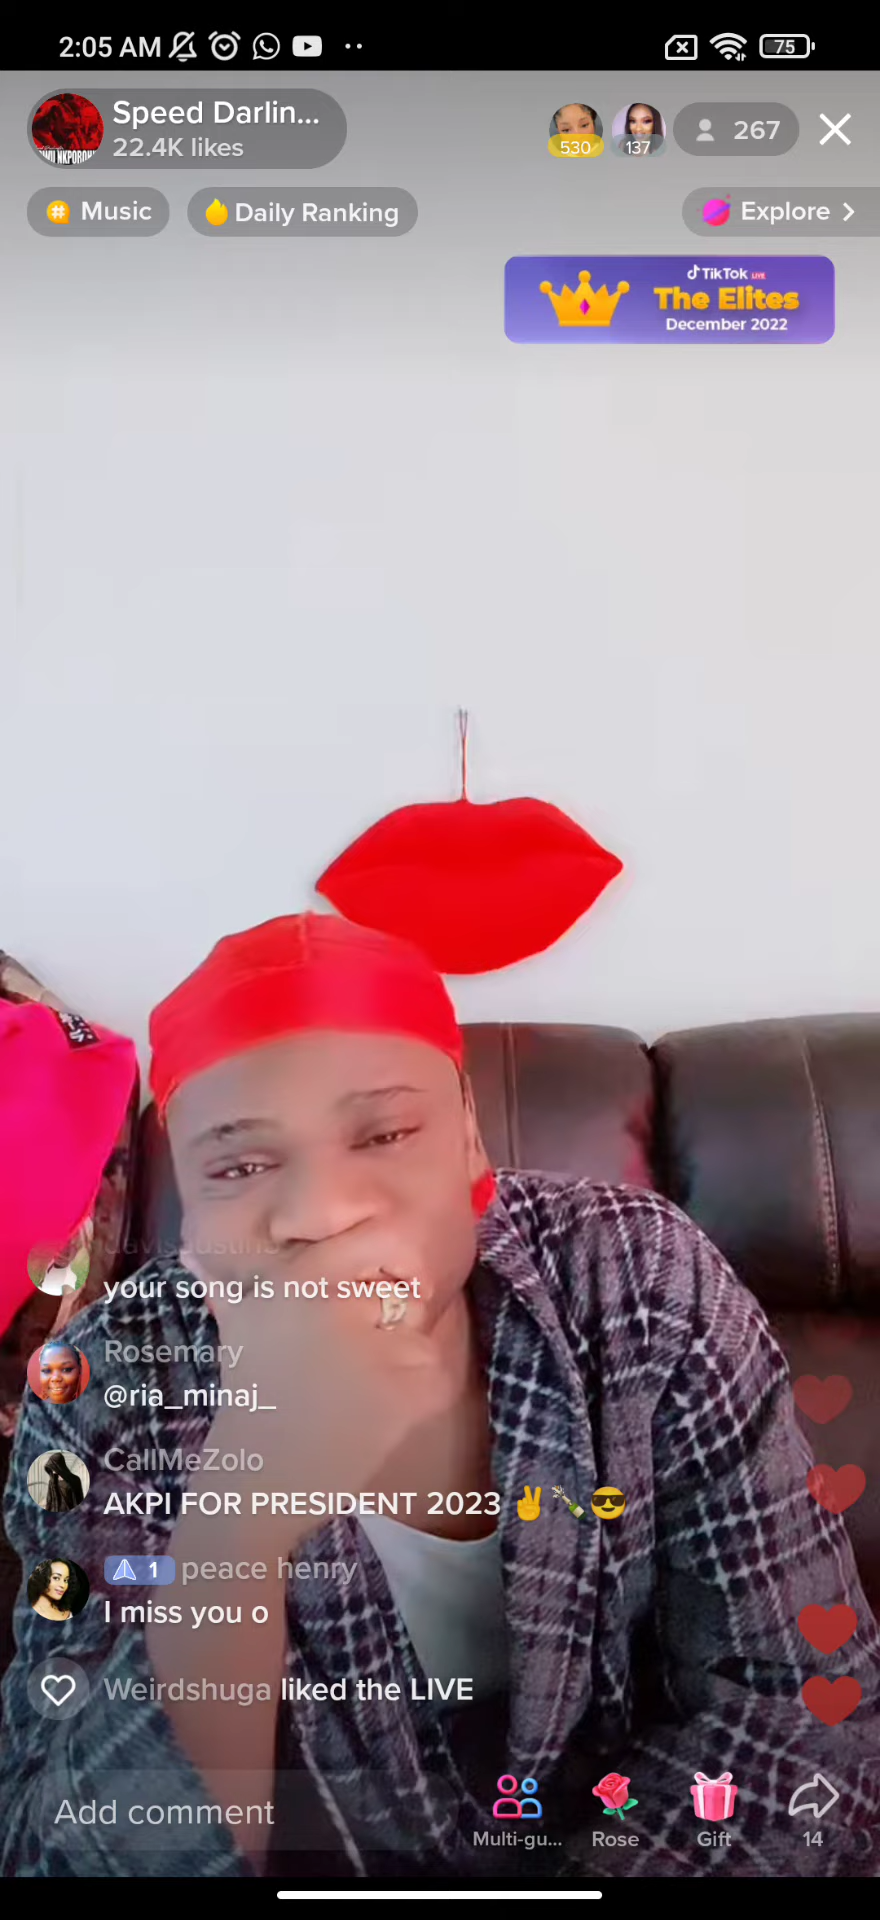 2:05 AM
75
Speed Darlin...
22.4K likes
530
137
267
Music
Daily Ranking
Explore
TikTok LIVE
The Elites
December 2022
your song is not sweet
Rosemary
@ria_minaj_
CallMeZolo
AKPI FOR PRESIDENT 2023 ✌️🍾😎
1 peace henry
I miss you o
Weirdshuga liked the LIVE
Add comment
Multi-gu...
Rose
Gift
14